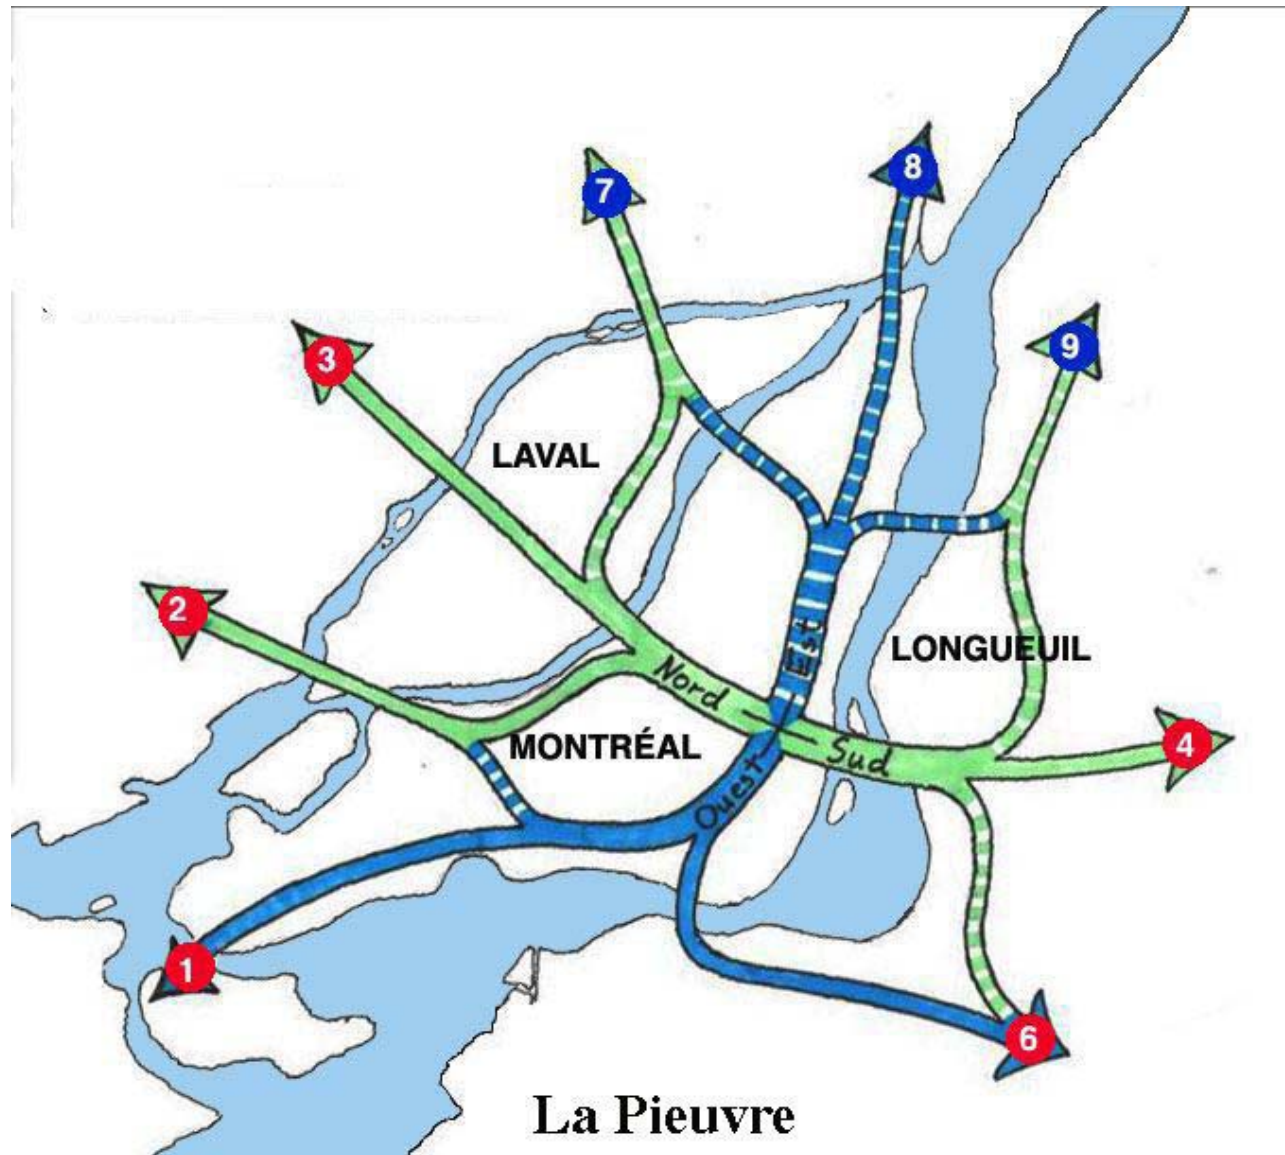 8
7
9
3
LAVAL
2
Est
LONGUEUIL
Nord
MONTRÉAL
Sud
4
Ouest
1
6
La Pieuvre